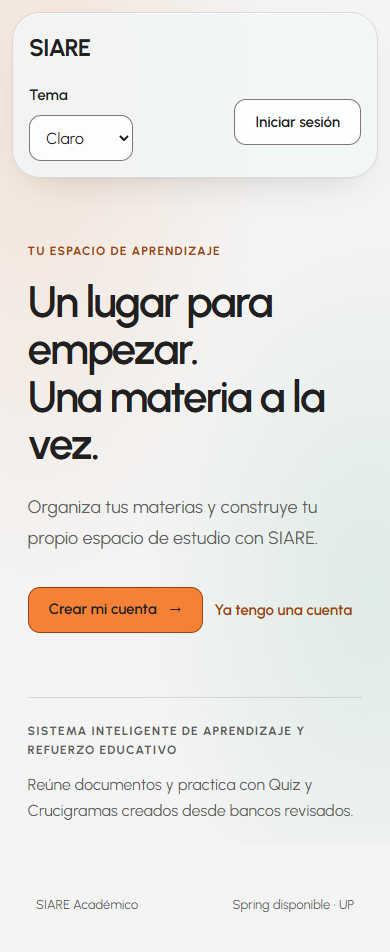 SIARE
Tema
Claro
Iniciar sesión
TU ESPACIO DE APRENDIZAJE
Un lugar para
empezar.
Una materia a la
vez.
Organiza tus materias y construye tu
propio espacio de estudio con SIARE.
Crear mi cuenta →
Ya tengo una cuenta
SISTEMA INTELIGENTE DE APRENDIZAJE Y
REFUERZO EDUCATIVO
Reúne documentos y practica con Quiz y
Crucigramas creados desde bancos revisados.
SIARE Académico
Spring disponible · UP